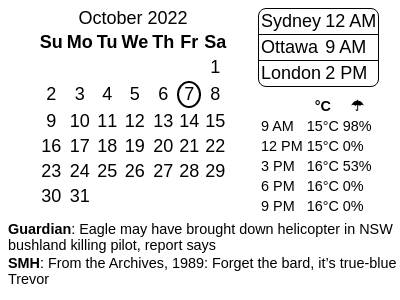 October 2022
Su Mo Tu We Th Fr Sa
1
2 3 4 5 6 7 8
9 10 11 12 13 14 15
16 17 18 19 20 21 22
23 24 25 26 27 28 29
30 31
Sydney 12 AM
Ottawa 9 AM
London 2 PM
°C ☂
9 AM 15°C 98%
12 PM 15°C 0%
3 PM 16°C 53%
6 PM 16°C 0%
9 PM 16°C 0%
Guardian: Eagle may have brought down helicopter in NSW
bushland killing pilot, report says
SMH: From the Archives, 1989: Forget the bard, it’s true-blue
Trevor